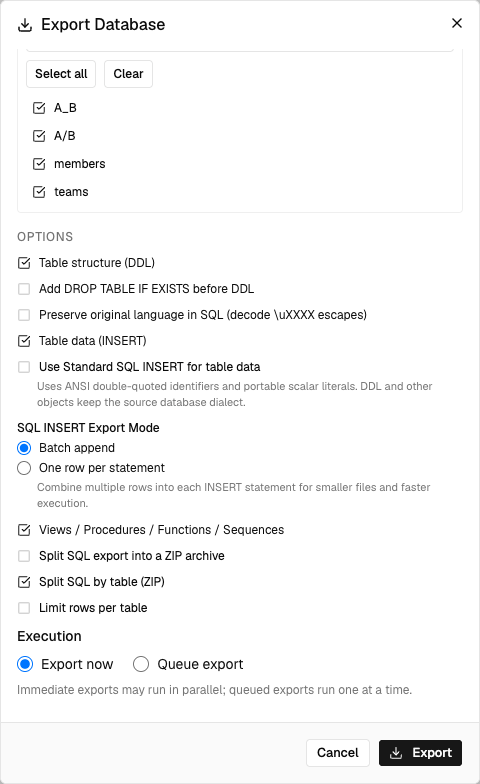 Export Database
Select all
Clear
A_B
A/B
members
teams
OPTIONS
Table structure (DDL)
Add DROP TABLE IF EXISTS before DDL
Preserve original language in SQL (decode \uXXXX escapes)
Table data (INSERT)
Use Standard SQL INSERT for table data
Uses ANSI double-quoted identifiers and portable scalar literals. DDL and other
objects keep the source database dialect.
SQL INSERT Export Mode
Batch append
One row per statement
Combine multiple rows into each INSERT statement for smaller files and faster
execution.
Views / Procedures / Functions / Sequences
Split SQL export into a ZIP archive
Split SQL by table (ZIP)
Limit rows per table
Execution
Export now
Queue export
Immediate exports may run in parallel; queued exports run one at a time.
Cancel
Export